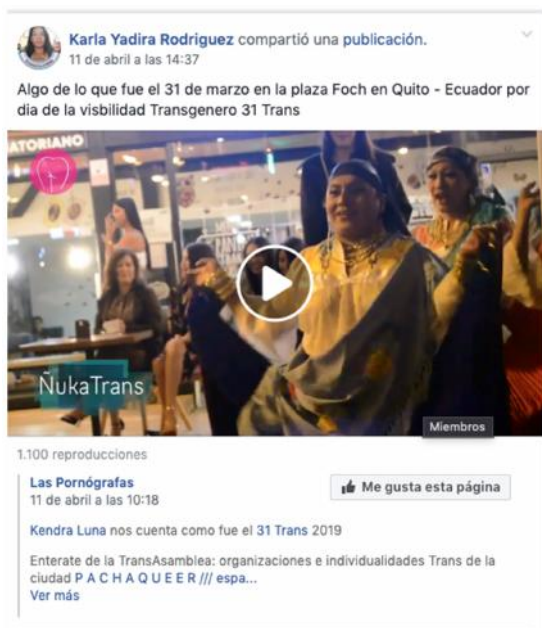 Karla Yadira Rodriguez compartió una publicación.
11 de abril a las 14:37
Algo de lo que fue el 31 de marzo en la plaza Foch en Quito - Ecuador por
dia de la visbilidad Transgenero 31 Trans
ATORIANO
ÑukaTrans
Miembros
1.100 reproducciones
Las Pornógrafas
11 de abril a las 10:18
Me gusta esta página
Kendra Luna nos cuenta como fue el 31 Trans 2019
Enterate de la TransAsamblea: organizaciones e individualidades Trans de la
ciudad P A C H A Q U E E R /// espa...
Ver más